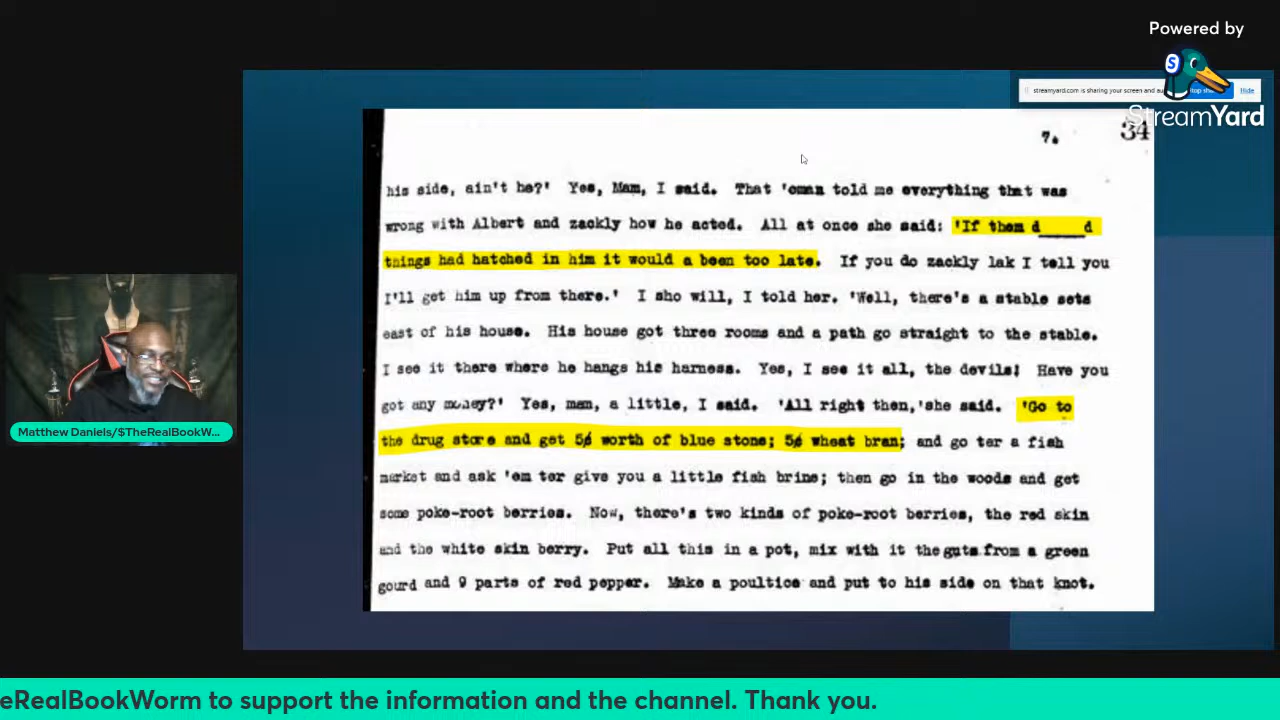 Powered by
StreamYard
streamyard.com is sharing your screen and
Hide
7.
34
his side, ain't he?' Yes, Mam, I said. That 'oman told me everything that was
wrong with Albert and zackly how he acted. All at once she said: 'If them d_____d
things had hatched in him it would a been too late. If you do zackly lak I tell you
I'll get him up from there.' I sho will, I told her. 'Well, there's a stable sets
east of his house. His house got three rooms and a path go straight to the stable.
I see it there where he hangs his harness. Yes, I see it all, the devils! Have you
got any money?' Yes, mam, a little, I said. 'All right then,'she said. 'Go to
the drug store and get 5¢ worth of blue stone; 5¢ wheat bran; and go ter a fish
market and ask 'em ter give you a little fish brine; then go in the woods and get
some poke-root berries. Now, there's two kinds of poke-root berries, the red skin
and the white skin berry. Put all this in a pot, mix with it the guts from a green
gourd and 9 parts of red pepper. Make a poultice and put to his side on that knot.
Matthew Daniels/$TheRealBookW...
eRealBookWorm to support the information and the channel. Thank you.